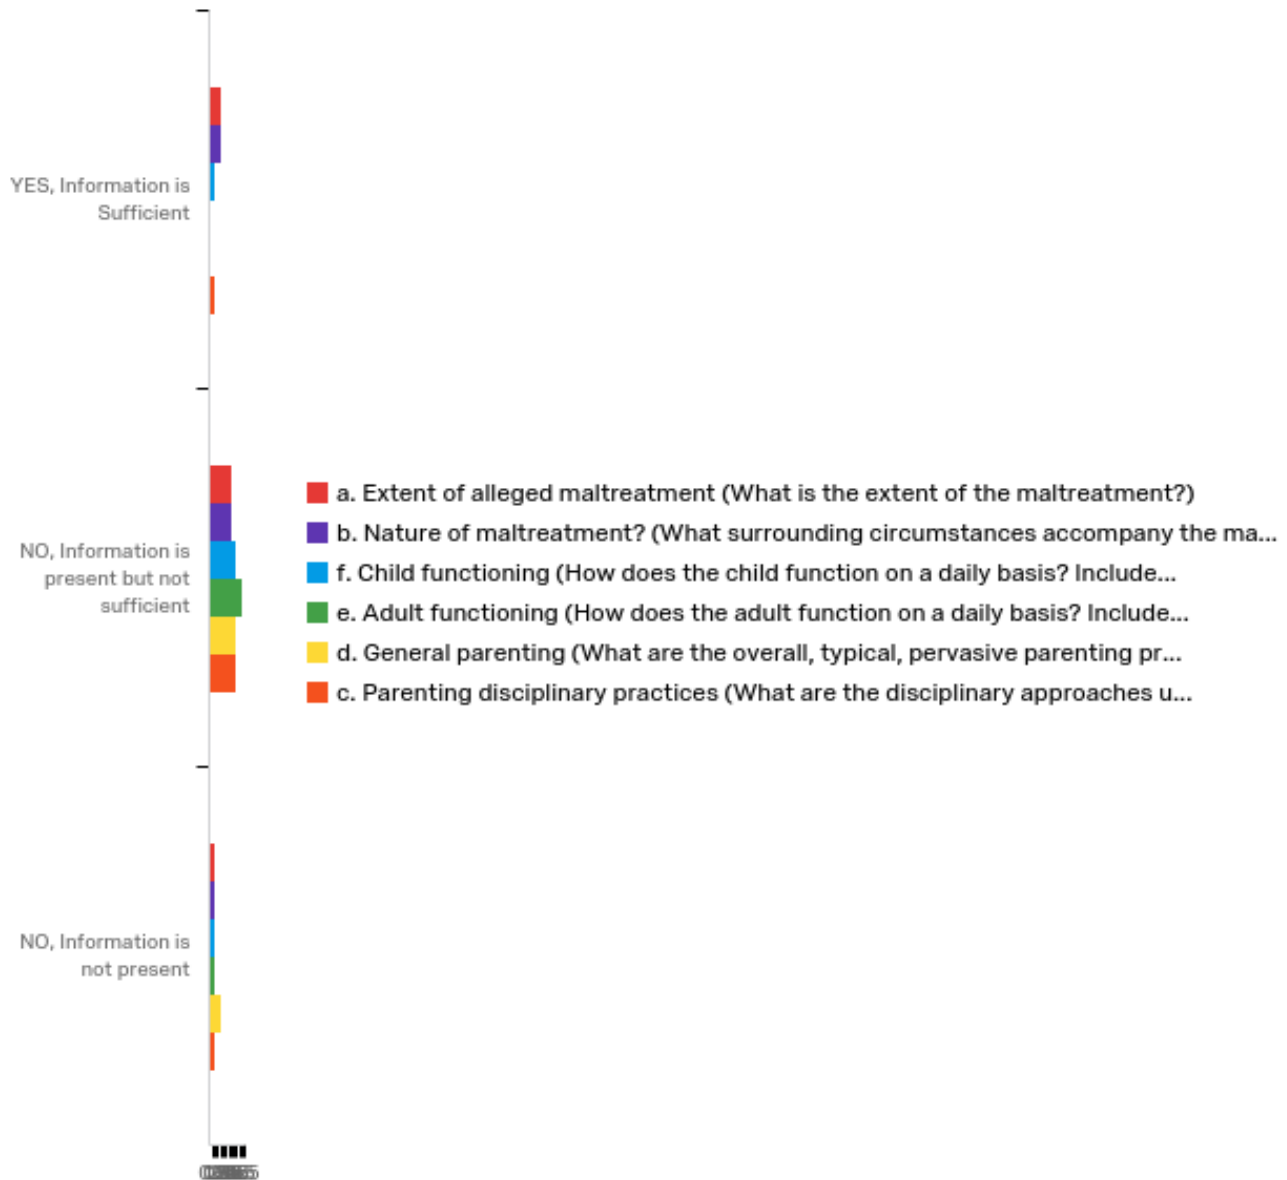 YES, Information is
Sufficient
NO, Information is
present but not
sufficient
a. Extent of alleged maltreatment (What is the extent of the maltreatment?)
b. Nature of maltreatment? (What surrounding circumstances accompany the ma...
f. Child functioning (How does the child function on a daily basis? Include...
e. Adult functioning (How does the adult function on a daily basis? Include...
d. General parenting (What are the overall, typical, pervasive parenting pr...
c. Parenting disciplinary practices (What are the disciplinary approaches u...
NO, Information is
not present